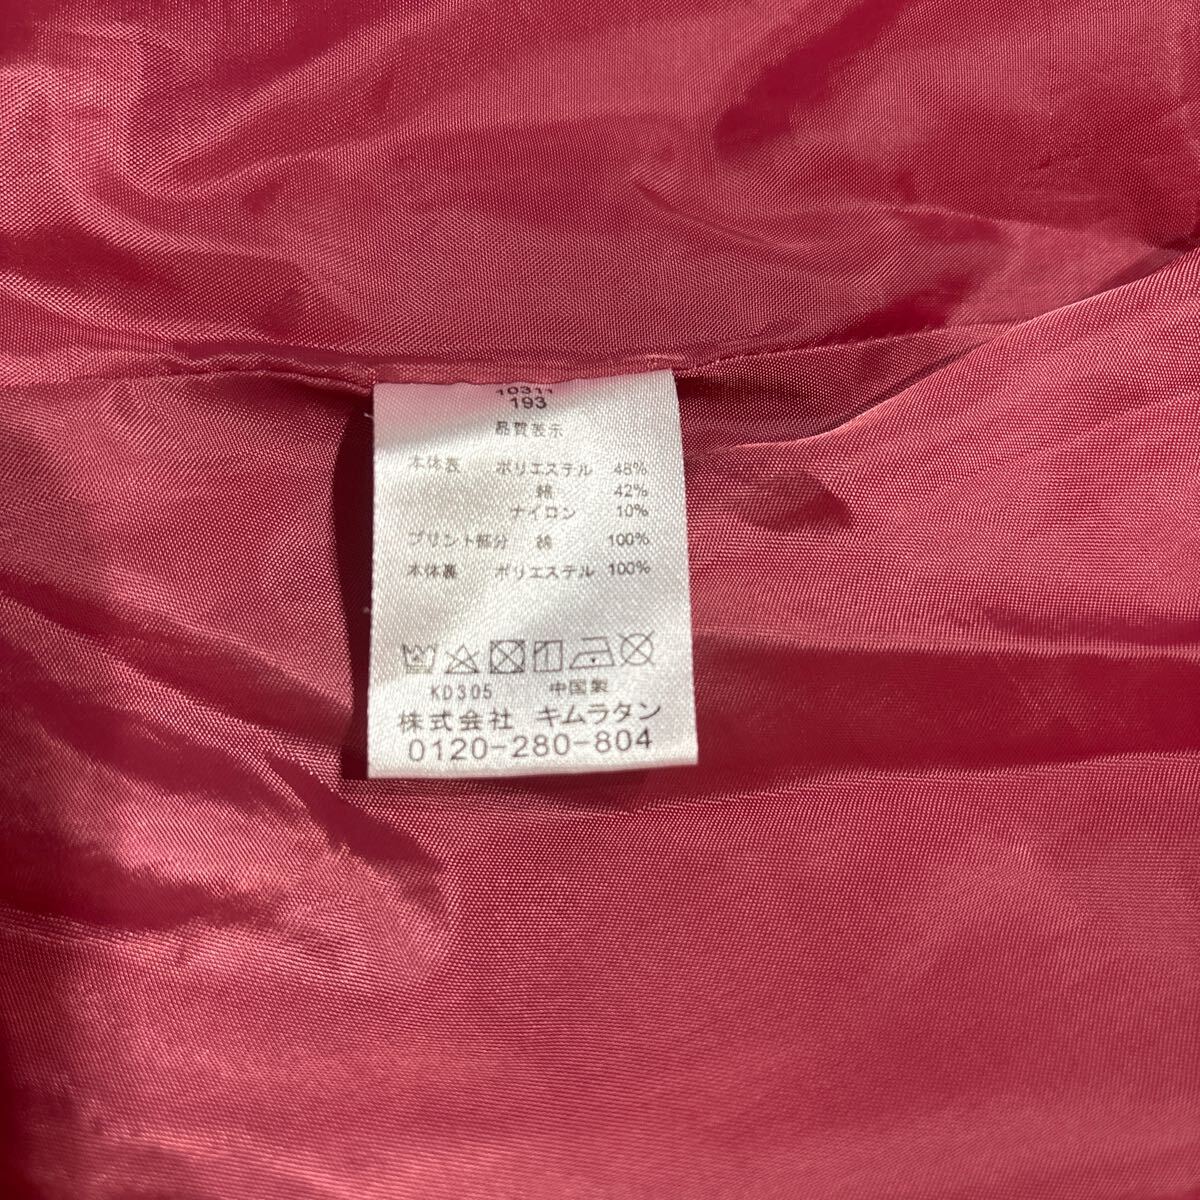 10311
193
品質表示
本体表 ポリエステル 48%
綿 42%
ナイロン 10%
プリント部分 綿 100%
本体裏 ポリエステル 100%
KD305 中国製
株式会社 キムラタン
0120-280-804